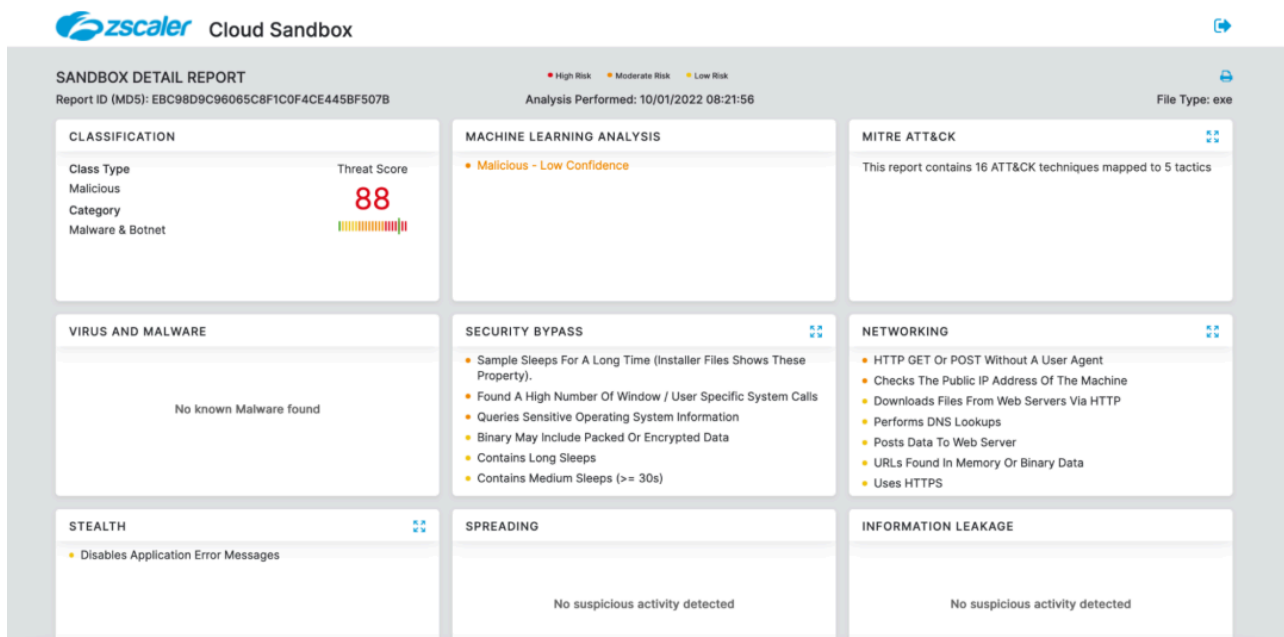 zscaler Cloud Sandbox
SANDBOX DETAIL REPORT
High Risk Moderate Risk Low Risk
Report ID (MD5): EBC98D9C96065C8F1C0F4CE445BF507B
Analysis Performed: 10/01/2022 08:21:56
File Type: exe
CLASSIFICATION
Class Type
Malicious
Category
Malware & Botnet
Threat Score
88
MACHINE LEARNING ANALYSIS
Malicious - Low Confidence
MITRE ATT&CK
This report contains 16 ATT&CK techniques mapped to 5 tactics
VIRUS AND MALWARE
No known Malware found
SECURITY BYPASS
Sample Sleeps For A Long Time (Installer Files Shows These
Property).
Found A High Number Of Window / User Specific System Calls
Queries Sensitive Operating System Information
Binary May Include Packed Or Encrypted Data
Contains Long Sleeps
Contains Medium Sleeps (>= 30s)
NETWORKING
HTTP GET Or POST Without A User Agent
Checks The Public IP Address Of The Machine
Downloads Files From Web Servers Via HTTP
Performs DNS Lookups
Posts Data To Web Server
URLs Found In Memory Or Binary Data
Uses HTTPS
STEALTH
Disables Application Error Messages
SPREADING
No suspicious activity detected
INFORMATION LEAKAGE
No suspicious activity detected